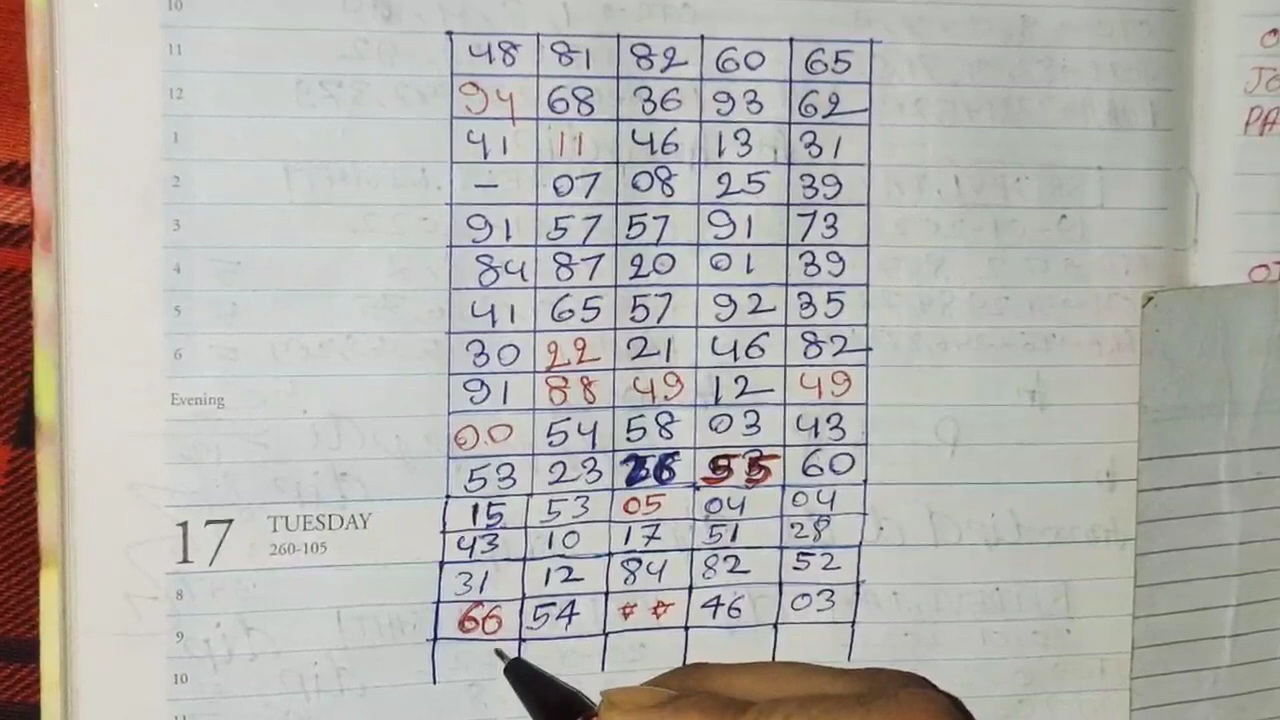 10
11 48 81 82 60 65
12 94 68 36 93 62
1 41 11 46 13 31
2 - 07 08 25 39
3 91 57 57 91 73
4 84 87 20 01 39
5 41 65 57 92 35
6 30 22 21 46 82
Evening 91 88 49 12 49
00 54 58 03 43
53 23 60
15 53 05 04 04
17 TUESDAY 43 10 17 51 28
260-105
8 31 12 84 82 52
9 66 54 ** 46 03
10